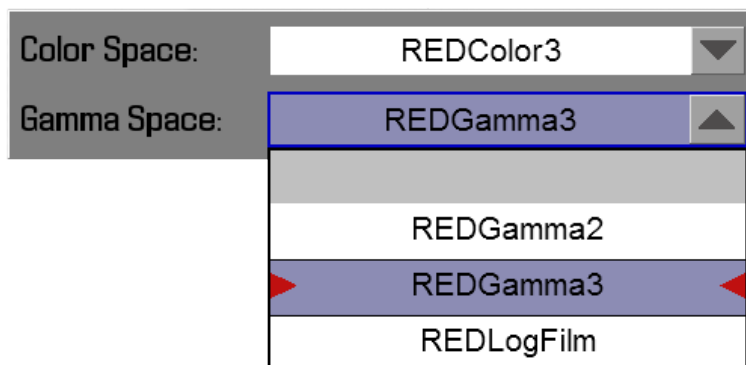 Color Space: REDColor3
Gamma Space: REDGamma3
REDGamma2
REDGamma3
REDLogFilm